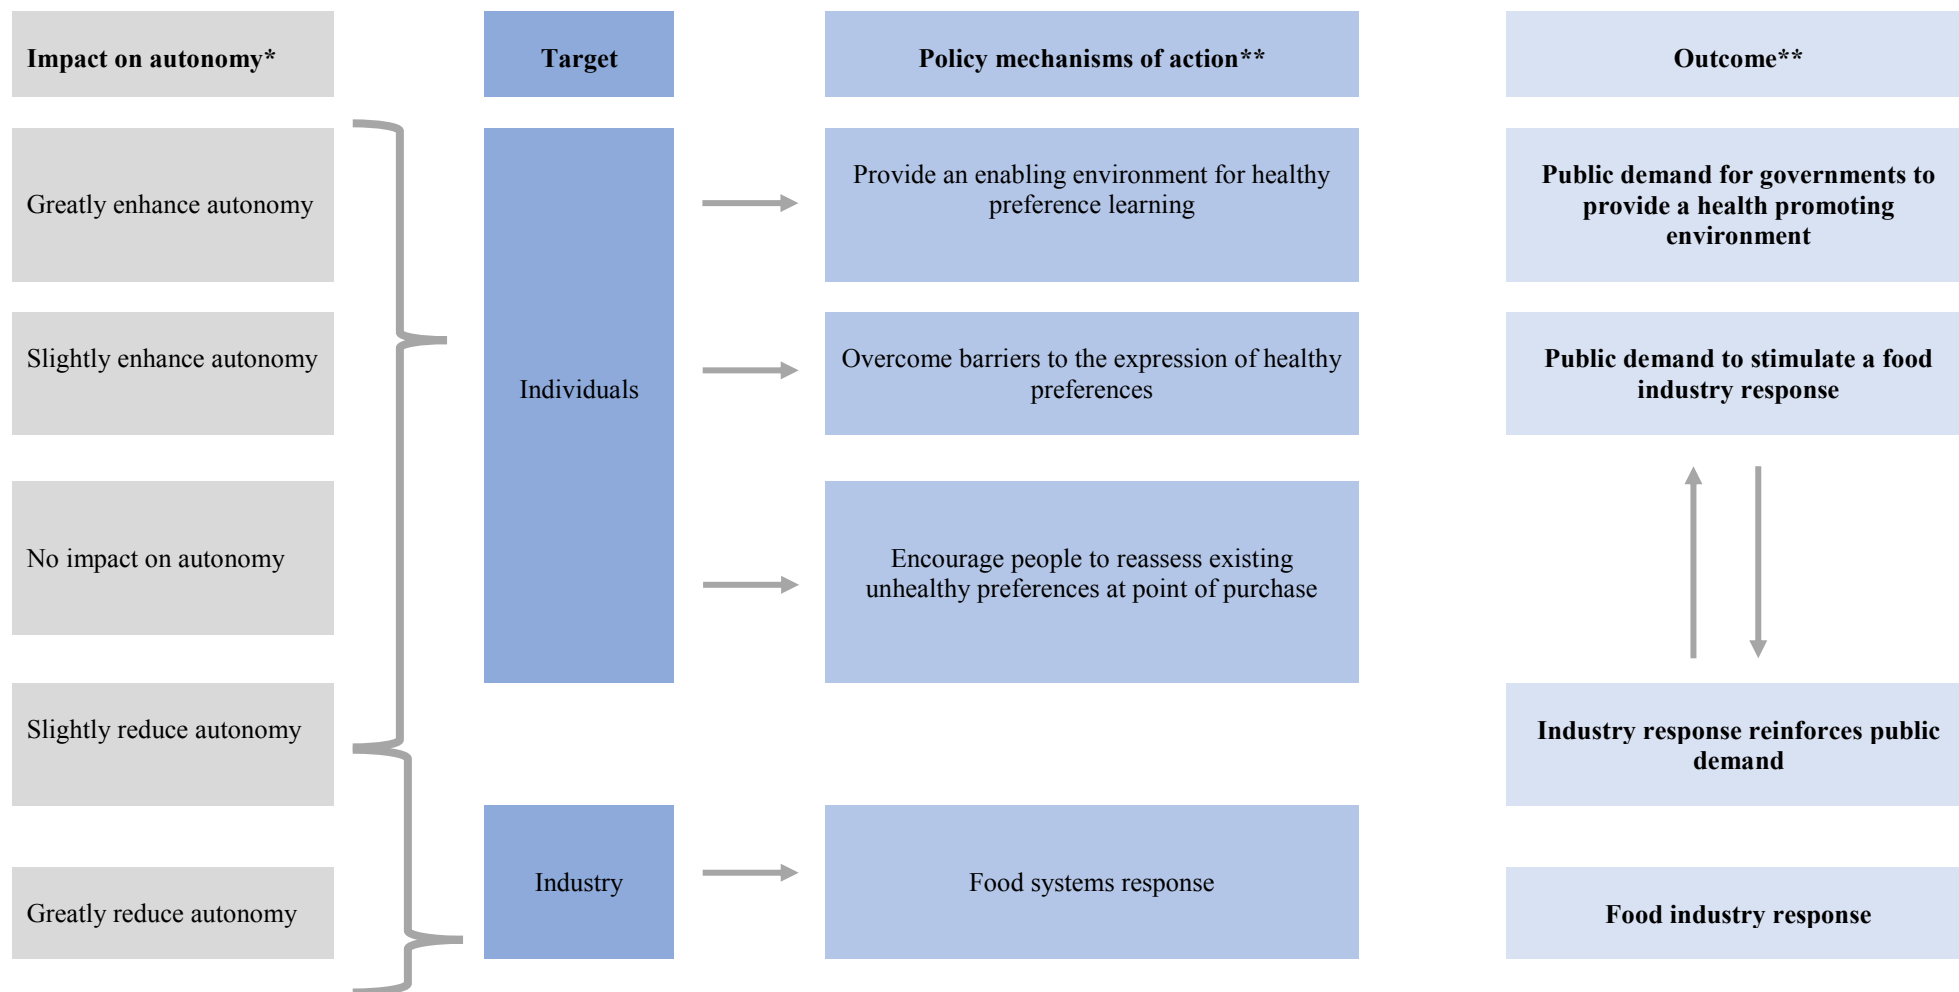 Impact on autonomy*
Target
Policy mechanisms of action**
Outcome**
Greatly enhance autonomy
Slightly enhance autonomy
No impact on autonomy
Slightly reduce autonomy
Greatly reduce autonomy
Individuals
Industry
Provide an enabling environment for healthy
preference learning
Overcome barriers to the expression of healthy
preferences
Encourage people to reassess existing
unhealthy preferences at point of purchase
Food systems response
Public demand for governments to
provide a health promoting
environment
Public demand to stimulate a food
industry response
Industry response reinforces public
demand
Food industry response